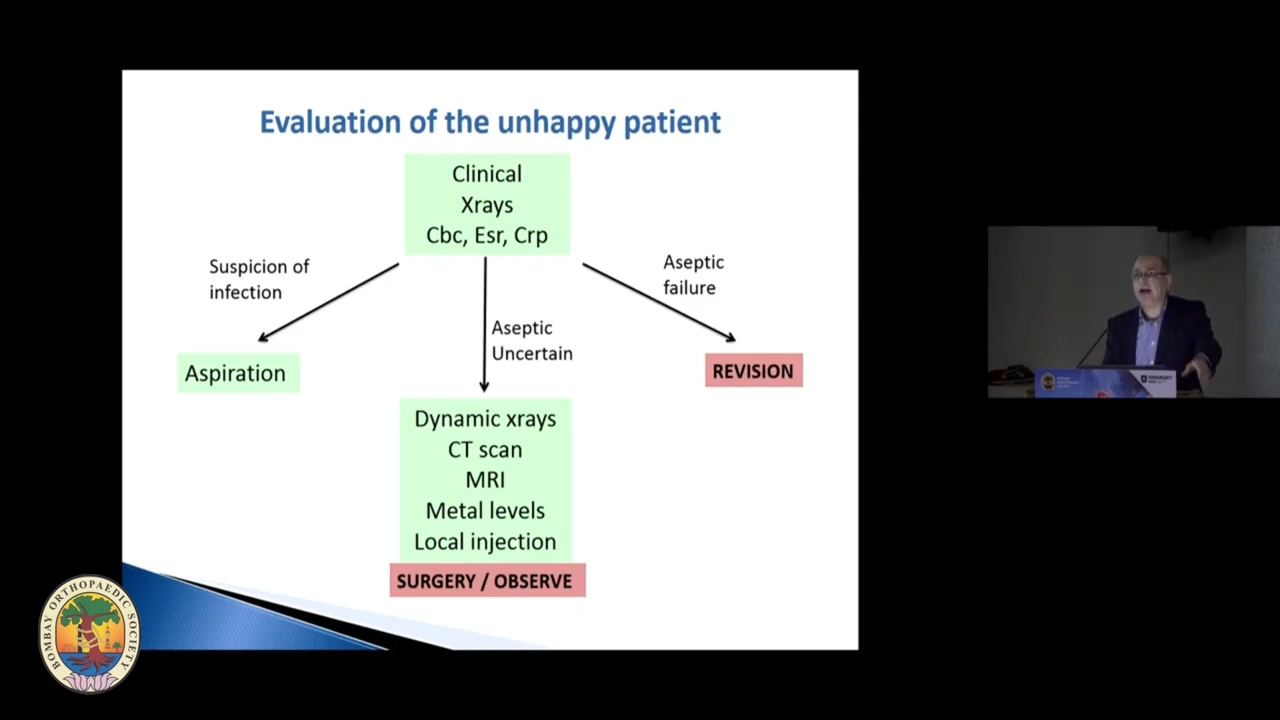 Evaluation of the unhappy patient
Clinical
Xrays
Cbc, Esr, Crp
Suspicion of
infection
Aseptic
Uncertain
Aseptic
failure
Aspiration
REVISION
Dynamic xrays
CT scan
MRI
Metal levels
Local injection
SURGERY / OBSERVE
BOMBAY ORTHOPAEDIC SOCIETY